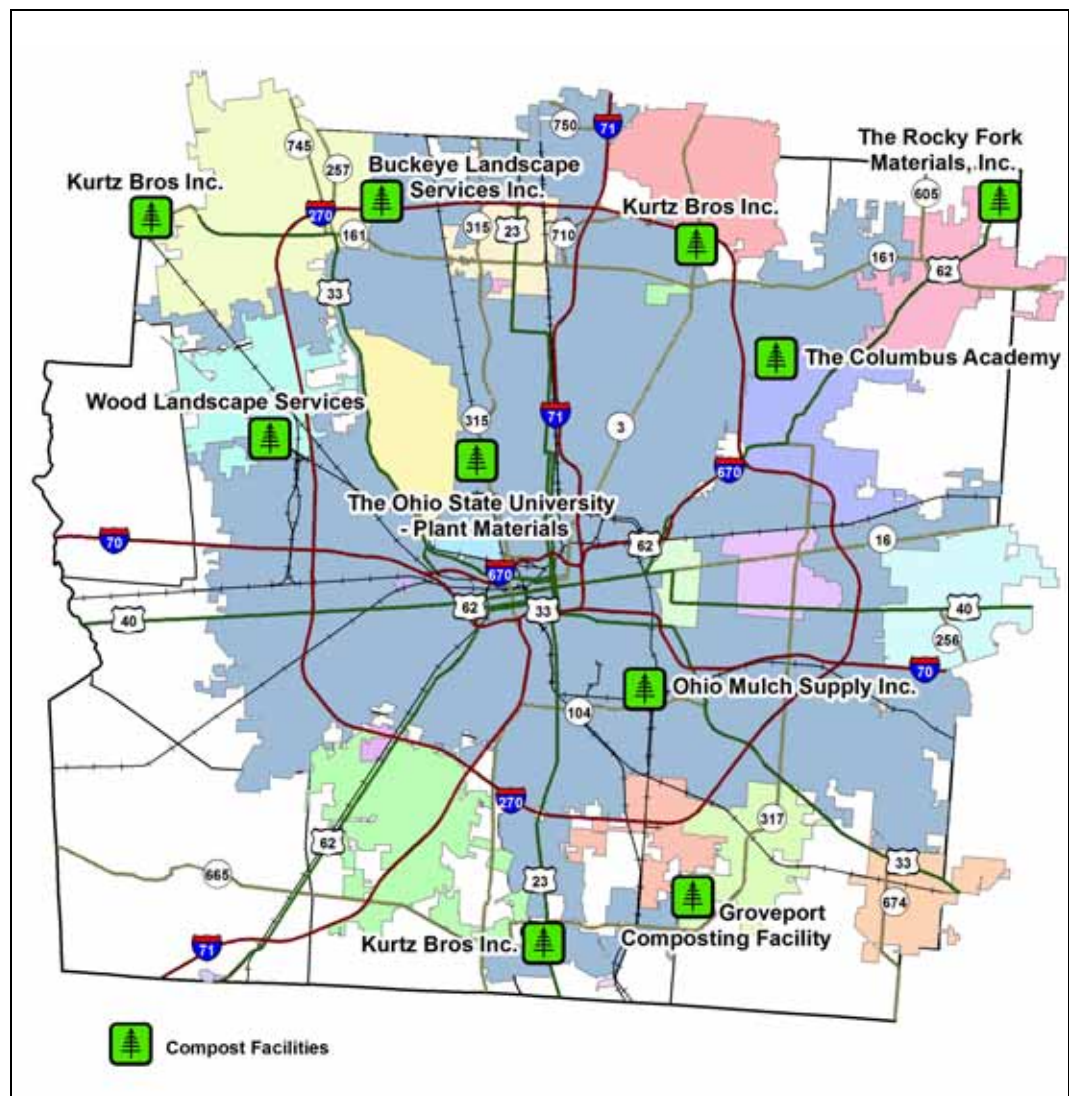 750
71
The Rocky Fork
Materials, Inc.
745
257
Buckeye Landscape
Services Inc.
Kurtz Bros Inc.
605
Kurtz Bros Inc.
270
161
315
23
710
161
62
33
The Columbus Academy
Wood Landscape Services
315
71
3
670
The Ohio State University
- Plant Materials
70
62
16
670
62
33
40
40
256
70
Ohio Mulch Supply Inc.
104
270
317
62
33
665
23
674
Groveport
Composting Facility
Kurtz Bros Inc.
71
Compost Facilities